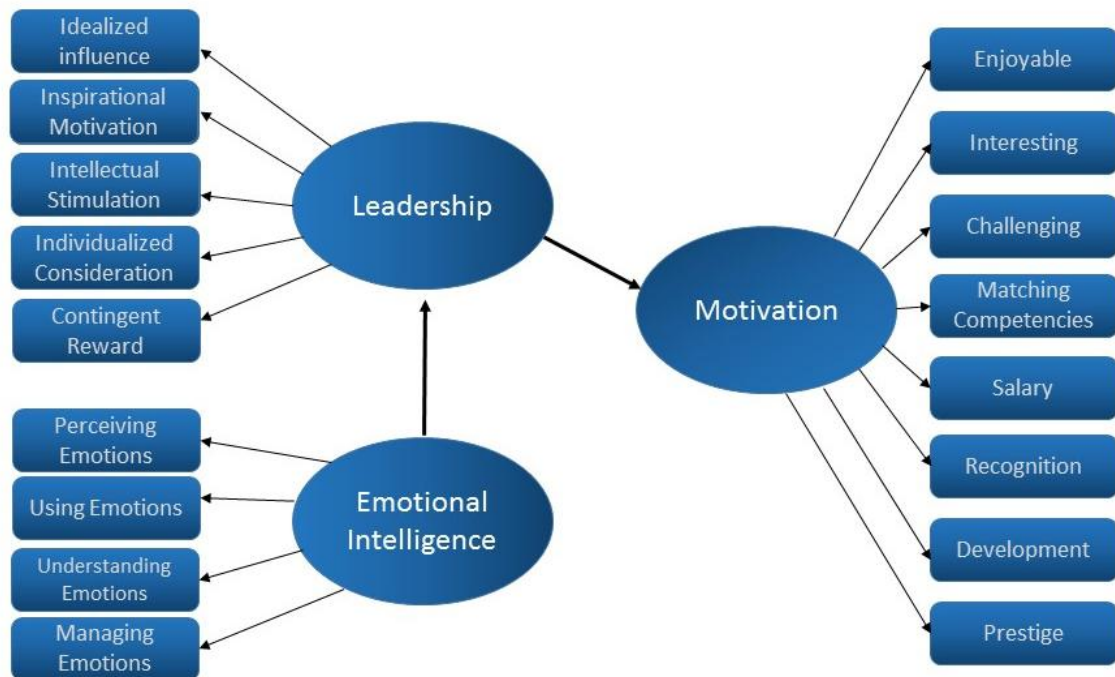 Idealized
influence
Inspirational
Motivation
Intellectual
Stimulation
Individualized
Consideration
Contingent
Reward
Leadership
Perceiving
Emotions
Using Emotions
Understanding
Emotions
Managing
Emotions
Emotional
Intelligence
Motivation
Enjoyable
Interesting
Challenging
Matching
Competencies
Salary
Recognition
Development
Prestige